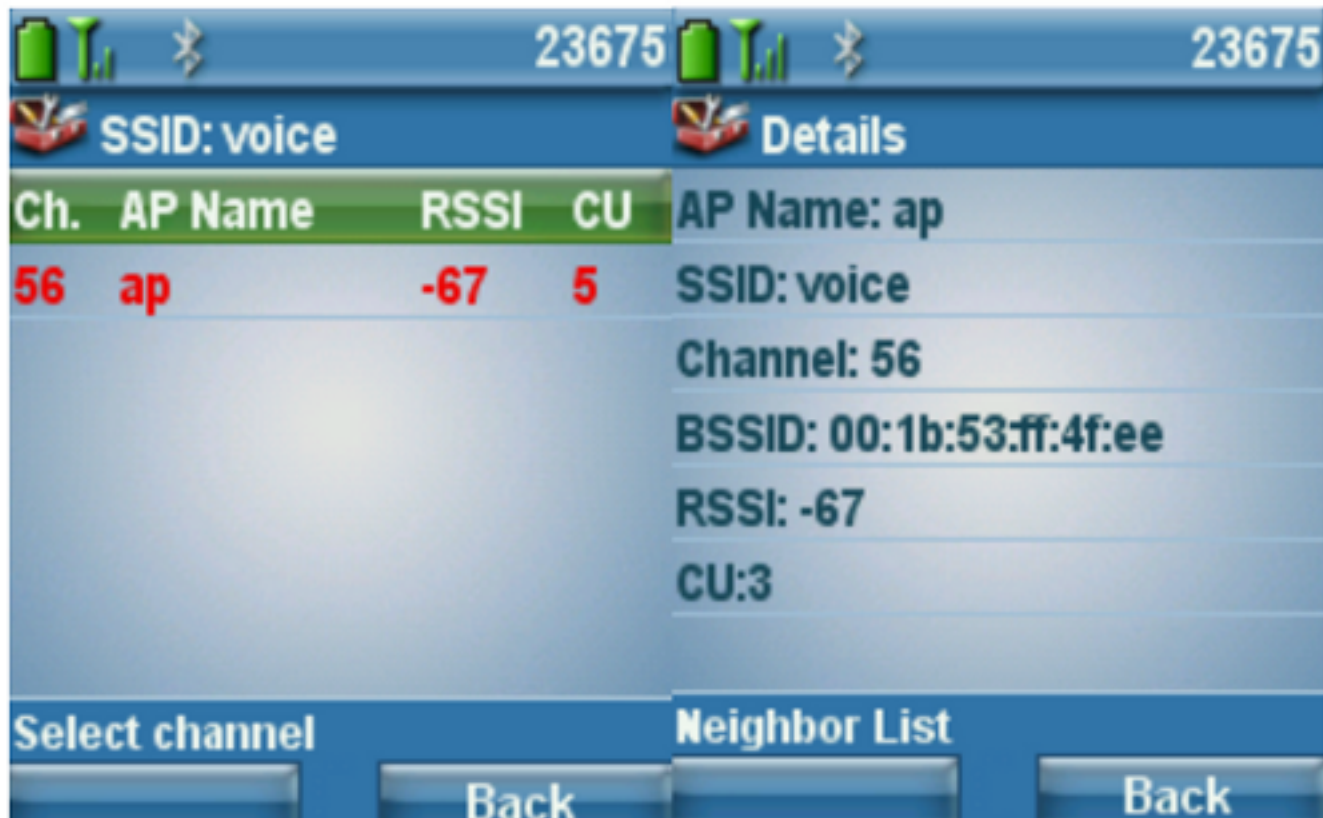 23675
SSID: voice
Ch. AP Name RSSI CU
56 ap -67 5
Select channel
Back
23675
Details
AP Name: ap
SSID: voice
Channel: 56
BSSID: 00:1b:53:ff:4f:ee
RSSI: -67
CU:3
Neighbor List
Back